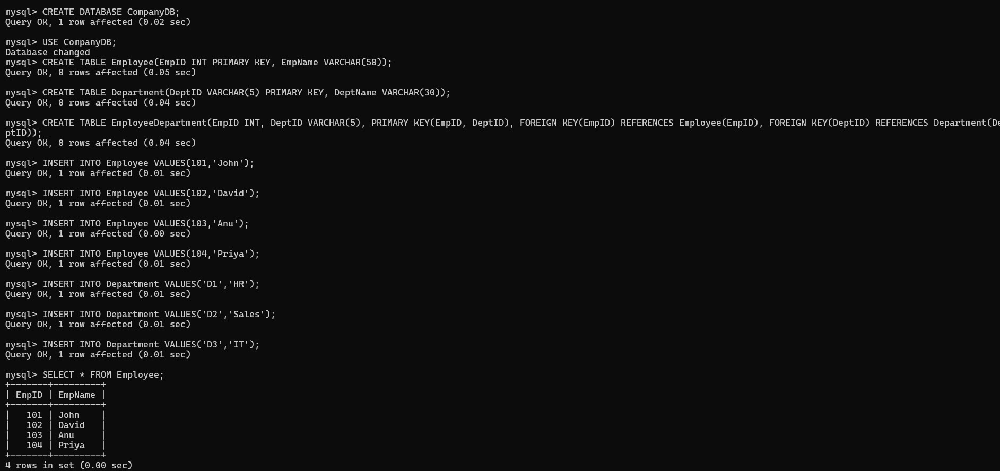 mysql> CREATE DATABASE CompanyDB;
Query OK, 1 row affected (0.02 sec)
mysql> USE CompanyDB;
Database changed
mysql> CREATE TABLE Employee(EmpID INT PRIMARY KEY, EmpName VARCHAR(50));
Query OK, 0 rows affected (0.05 sec)
mysql> CREATE TABLE Department(DeptID VARCHAR(5) PRIMARY KEY, DeptName VARCHAR(30));
Query OK, 0 rows affected (0.04 sec)
mysql> CREATE TABLE EmployeeDepartment(EmpID INT, DeptID VARCHAR(5), PRIMARY KEY(EmpID, DeptID), FOREIGN KEY(EmpID) REFERENCES Employee(EmpID), FOREIGN KEY(DeptID) REFERENCES Department(De
ptID));
Query OK, 0 rows affected (0.04 sec)
mysql> INSERT INTO Employee VALUES(101,'John');
Query OK, 1 row affected (0.01 sec)
mysql> INSERT INTO Employee VALUES(102,'David');
Query OK, 1 row affected (0.01 sec)
mysql> INSERT INTO Employee VALUES(103,'Anu');
Query OK, 1 row affected (0.00 sec)
mysql> INSERT INTO Employee VALUES(104,'Priya');
Query OK, 1 row affected (0.01 sec)
mysql> INSERT INTO Department VALUES('D1','HR');
Query OK, 1 row affected (0.01 sec)
mysql> INSERT INTO Department VALUES('D2','Sales');
Query OK, 1 row affected (0.01 sec)
mysql> INSERT INTO Department VALUES('D3','IT');
Query OK, 1 row affected (0.01 sec)
mysql> SELECT * FROM Employee;
+-------+---------+
| EmpID | EmpName |
+-------+---------+
|   101 | John    |
|   102 | David   |
|   103 | Anu     |
|   104 | Priya   |
+-------+---------+
4 rows in set (0.00 sec)